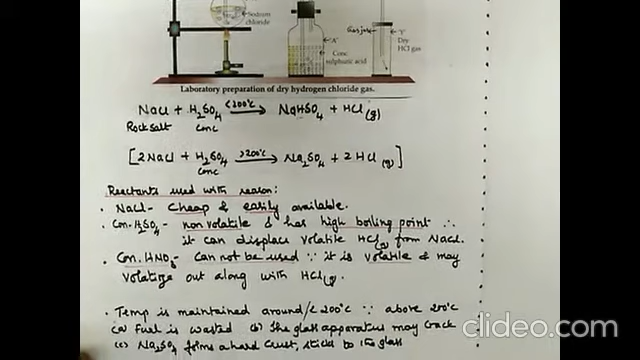 Sodium
chloride
'A'
Conc.
sulphuric acid
Gas jar
'Y'
Dry
HCl gas
Laboratory preparation of dry hydrogen chloride gas.
NaCl + H₂SO₄ <200°C → NaHSO₄ + HCl (g)
Rock salt conc
[2NaCl + H₂SO₄ >200°C → Na₂SO₄ + 2HCl (g)]
conc
Reactants used with reason:
• NaCl - Cheap & easily available.
• Con. H₂SO₄ - non volatile & has high boiling point ∴
it can displace volatile HCl(g) from NaCl.
• Con. HNO₃ - can not be used ∵ it is volatile & may
volatize out along with HCl(g).
• Temp is maintained around/< 200°C ∵ above 200°C
(a) Fuel is wasted (b) The glass apparatus may crack
(c) Na₂SO₄ forms a hard crust, sticks to the glass
clideo.com